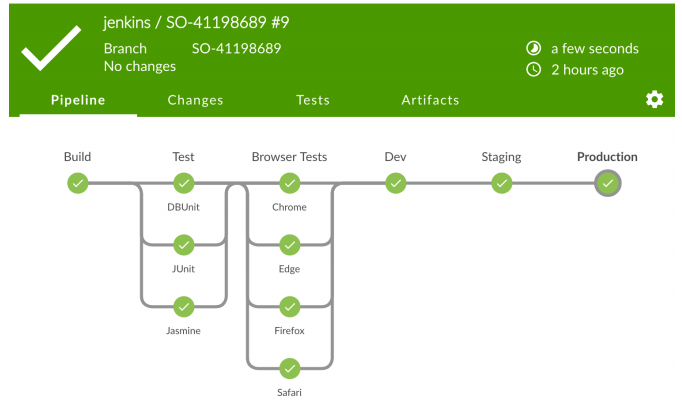 jenkins / SO-41198689 #9
Branch SO-41198689
a few seconds
No changes
2 hours ago
Pipeline Changes Tests Artifacts
Build Test Browser Tests Dev Staging Production
DBUnit Chrome
JUnit Edge
Jasmine Firefox
Safari